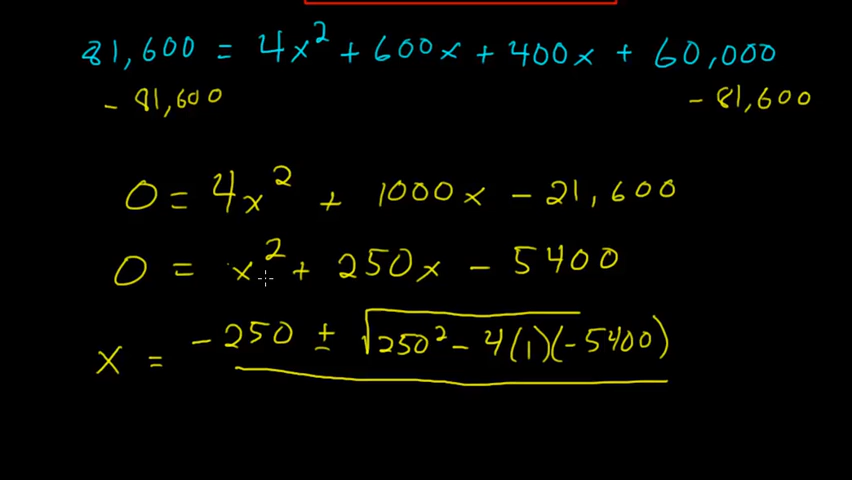 81,600 = 4x² + 600x + 400x + 60,000
- 81,600 - 81,600
0 = 4x² + 1000x - 21,600
0 = x² + 250x - 5400
x = -250 ± √250² - 4(1)(-5400)